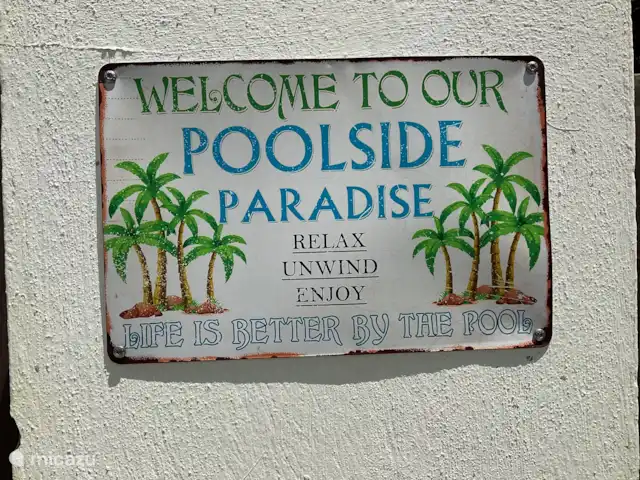 WELCOME TO OUR
POOLSIDE
PARADISE
RELAX
UNWIND
ENJOY
LIFE IS BETTER BY THE POOL
micazu